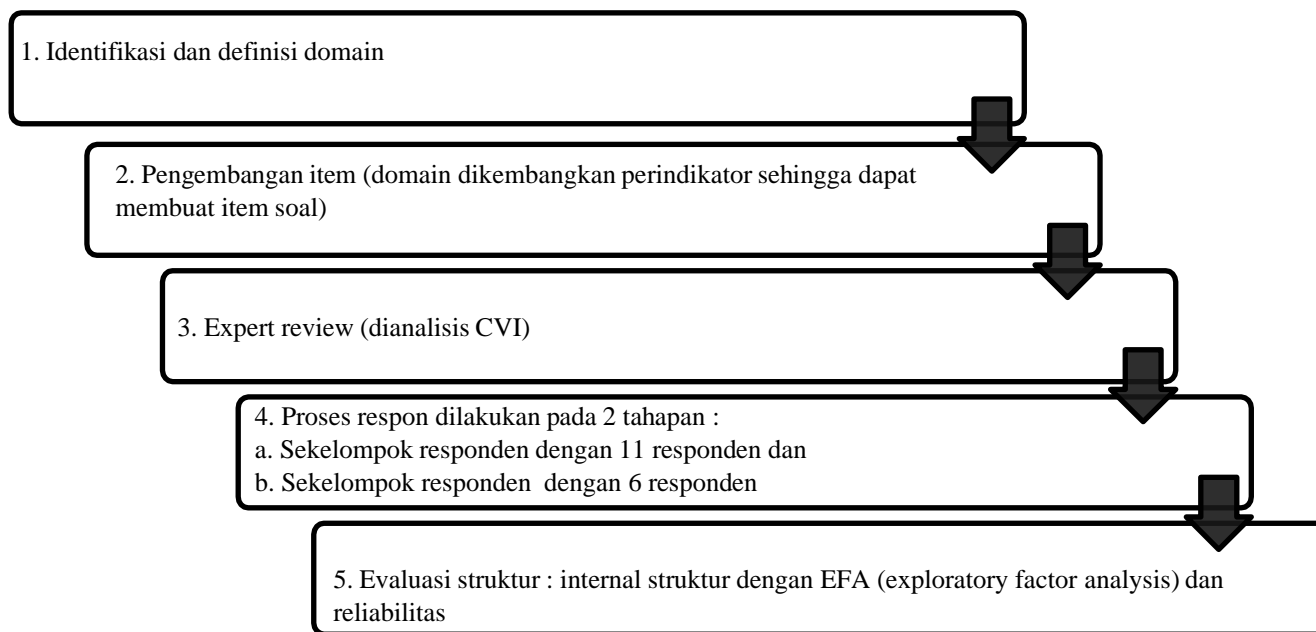 1. Identifikasi dan definisi domain
2. Pengembangan item (domain dikembangkan perindikator sehingga dapat
membuat item soal)
3. Expert review (dianalisis CVI)
4. Proses respon dilakukan pada 2 tahapan :
a. Sekelompok responden dengan 11 responden dan
b. Sekelompok responden  dengan 6 responden
5. Evaluasi struktur : internal struktur dengan EFA (exploratory factor analysis) dan
reliabilitas